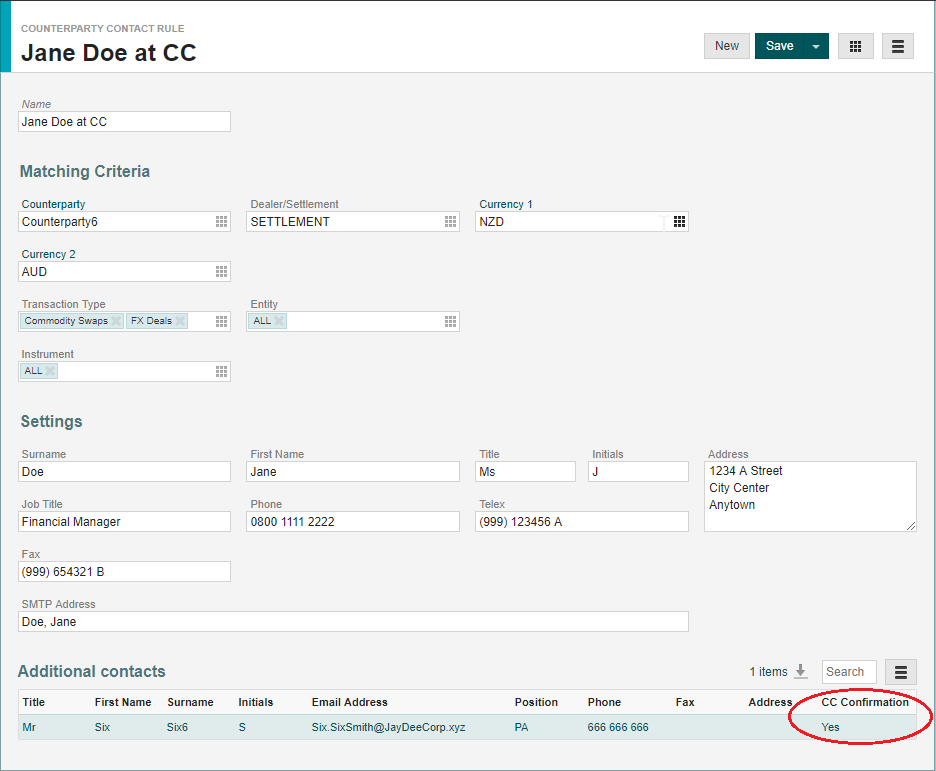 COUNTERPARTY CONTACT RULE
Jane Doe at CC
New Save
Name
Jane Doe at CC
Matching Criteria
Counterparty Dealer/Settlement Currency 1
Counterparty6 SETTLEMENT NZD
Currency 2
AUD
Transaction Type Entity
Commodity Swaps FX Deals ALL
Instrument
ALL
Settings
Surname First Name Title Initials Address
Doe Jane Ms J 1234 A Street
City Center
Anytown
Job Title Phone Telex
Financial Manager 0800 1111 2222 (999) 123456 A
Fax
(999) 654321 B
SMTP Address
Doe, Jane
Additional contacts 1 items Search
Title First Name Surname Initials Email Address Position Phone Fax Address CC Confirmation
Mr Six Six6 S Six.SixSmith@JayDeeCorp.xyz PA 666 666 666 Yes